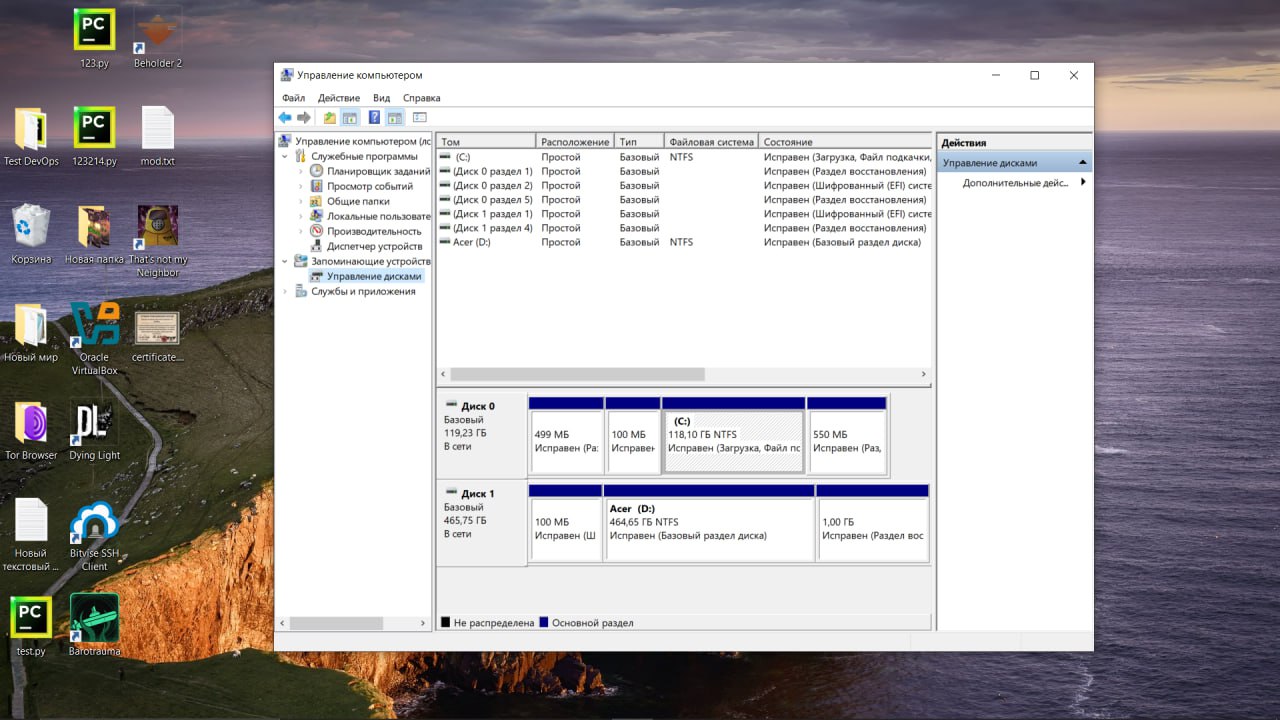 PC
123.py
Beholder 2
Test DevOps
PC
123214.py
mod.txt
Корзина
Новая папка
That's not my
Neighbor
Новый мир
Oracle
VirtualBox
certificate....
Tor Browser
DL
Dying Light
Новый
текстовый ...
Bitvise SSH
Client
PC
test.py
Barotrauma
Управление компьютером
Файл Действие Вид Справка
Управление компьютером (лс
Служебные программы
Планировщик заданий
Просмотр событий
Общие папки
Локальные пользовате
Производительность
Диспетчер устройств
Запоминающие устройств
Управление дисками
Службы и приложения
Том Расположение Тип Файловая система Состояние
(C:) Простой Базовый NTFS Исправен (Загрузка, Файл подкачки,
(Диск 0 раздел 1) Простой Базовый Исправен (Раздел восстановления)
(Диск 0 раздел 2) Простой Базовый Исправен (Шифрованный (EFI) систе
(Диск 0 раздел 5) Простой Базовый Исправен (Раздел восстановления)
(Диск 1 раздел 1) Простой Базовый Исправен (Шифрованный (EFI) систе
(Диск 1 раздел 4) Простой Базовый Исправен (Раздел восстановления)
Acer (D:) Простой Базовый NTFS Исправен (Базовый раздел диска)
Диск 0
Базовый
119,23 ГБ
В сети
499 МБ
Исправен (Ра:
100 МБ
Исправен
(C:)
118,10 ГБ NTFS
Исправен (Загрузка, Файл пс
550 МБ
Исправен (Раз,
Диск 1
Базовый
465,75 ГБ
В сети
100 МБ
Исправен (Ш
Acer (D:)
464,65 ГБ NTFS
Исправен (Базовый раздел диска)
1,00 ГБ
Исправен (Раздел вос
Не распределена Основной раздел
Действия
Управление дисками
Дополнительные дейс...